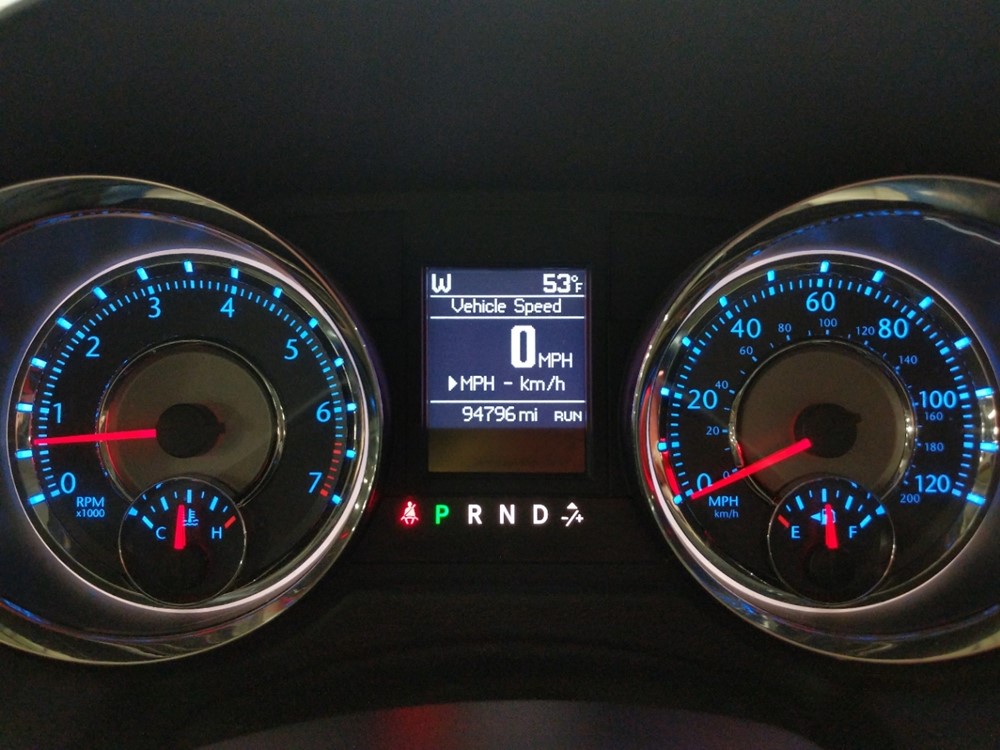 0 1 2 3 4 5 6 7
RPM
x1000
C H
W 53°F
Vehicle Speed
0 MPH
MPH - km/h
94796 mi RUN
P R N D -/+
0 20 40 60 80 100 120
0 20 40 60 80 100 120 140 160 180 200
MPH
km/h
E F